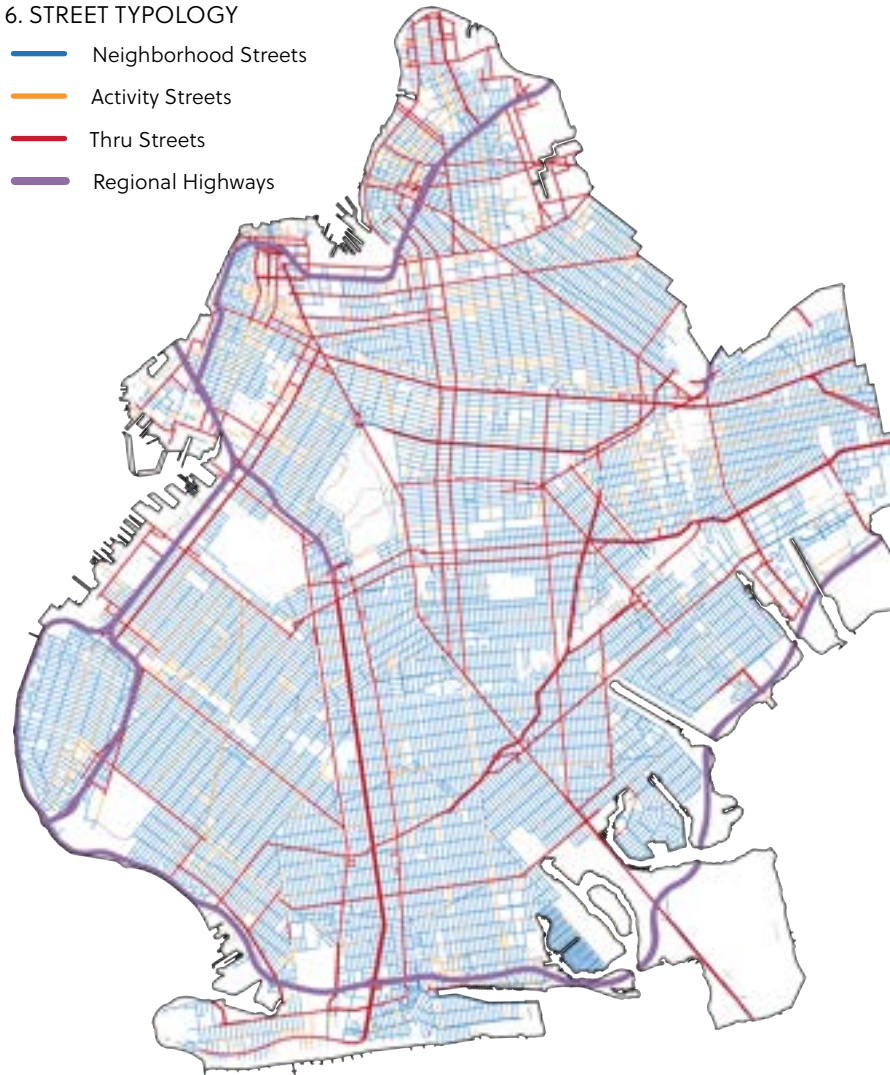 6. STREET TYPOLOGY
Neighborhood Streets
Activity Streets
Thru Streets
Regional Highways